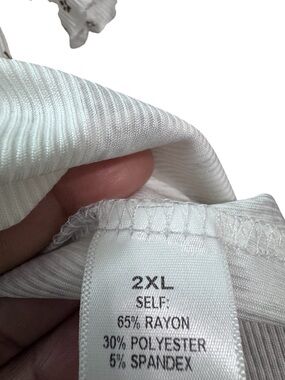 2XL
SELF:
65% RAYON
30% POLYESTER
5% SPANDEX